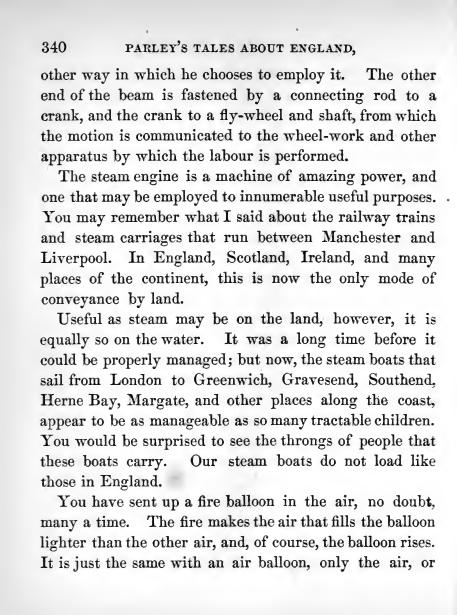 340 PARLEY'S TALES ABOUT ENGLAND,
other way in which he chooses to employ it. The other
end of the beam is fastened by a connecting rod to a
crank, and the crank to a fly-wheel and shaft, from which
the motion is communicated to the wheel-work and other
apparatus by which the labour is performed.
The steam engine is a machine of amazing power, and
one that may be employed to innumerable useful purposes.
You may remember what I said about the railway trains
and steam carriages that run between Manchester and
Liverpool. In England, Scotland, Ireland, and many
places of the continent, this is now the only mode of
conveyance by land.
Useful as steam may be on the land, however, it is
equally so on the water. It was a long time before it
could be properly managed; but now, the steam boats that
sail from London to Greenwich, Gravesend, Southend,
Herne Bay, Margate, and other places along the coast,
appear to be as manageable as so many tractable children.
You would be surprised to see the throngs of people that
these boats carry. Our steam boats do not load like
those in England.
You have sent up a fire balloon in the air, no doubt,
many a time. The fire makes the air that fills the balloon
lighter than the other air, and, of course, the balloon rises.
It is just the same with an air balloon, only the air, or